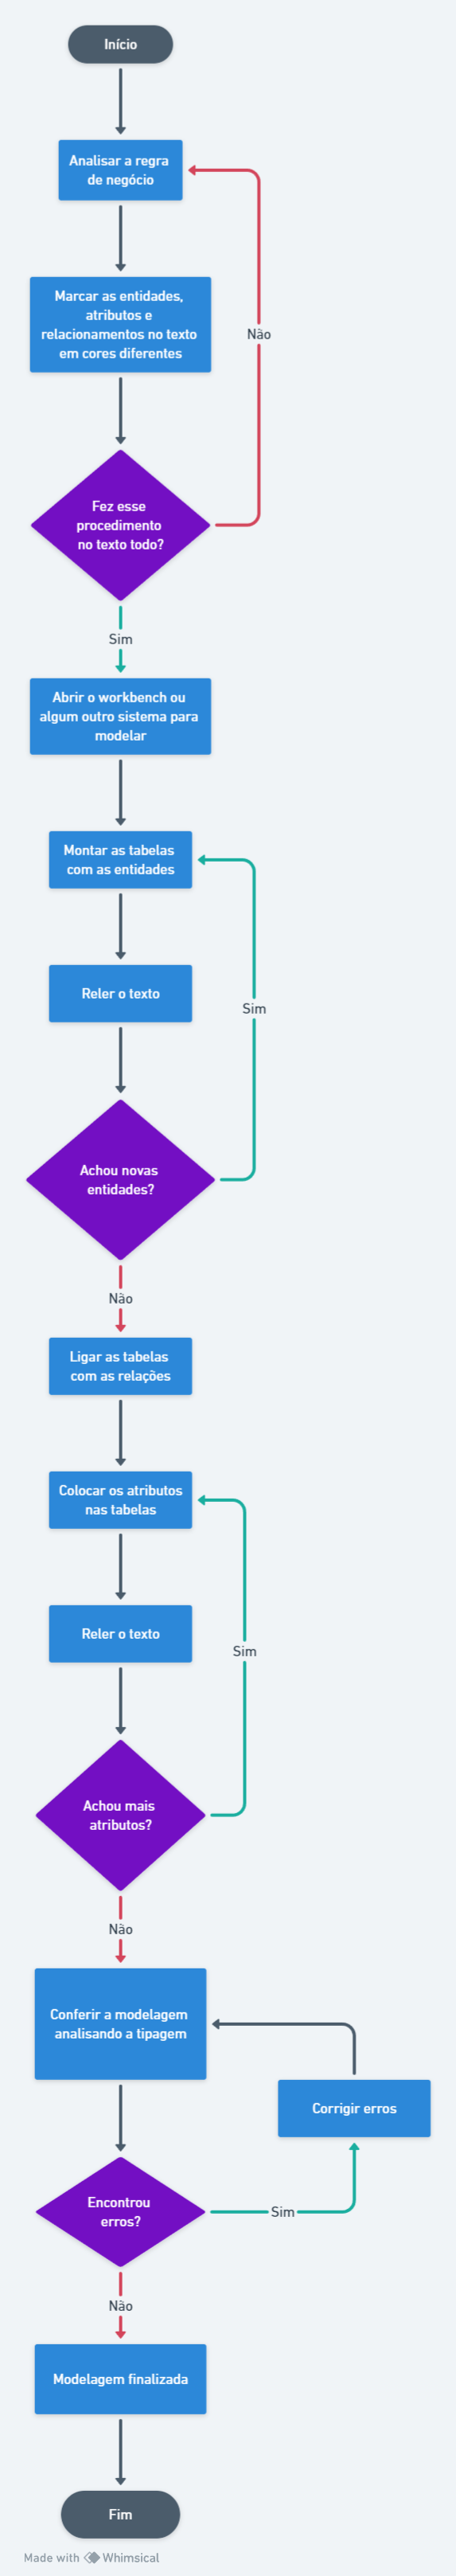 Início
Analisar a regra
de negócio
Marcar as entidades,
atributos e
relacionamentos no texto
em cores diferentes
Não
Fez esse
procedimento
no texto todo?
Sim
Abrir o workbench ou
algum outro sistema para
modelar
Montar as tabelas
com as entidades
Reler o texto
Sim
Achou novas
entidades?
Não
Ligar as tabelas
com as relações
Colocar os atributos
nas tabelas
Reler o texto
Sim
Achou mais
atributos?
Não
Conferir a modelagem
analisando a tipagem
Corrigir erros
Encontrou
erros?
Sim
Não
Modelagem finalizada
Fim
Made with Whimsical